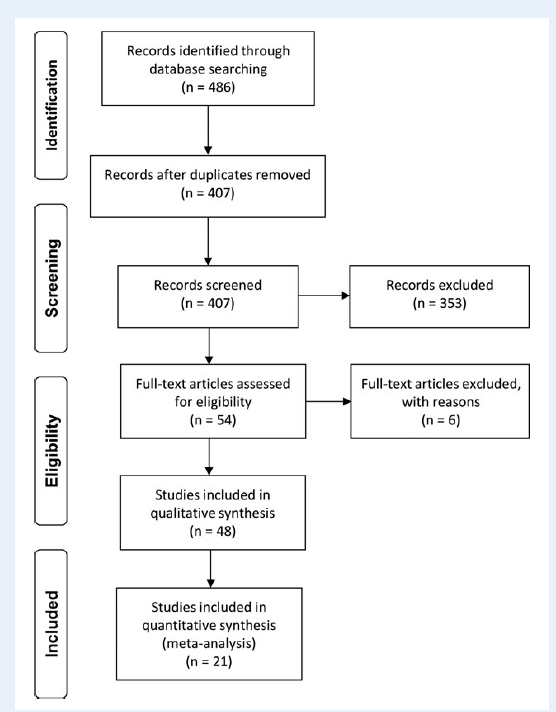 Identification
Records identified through
database searching
(n = 486)
Records after duplicates removed
(n = 407)
Screening
Records screened
(n = 407)
Records excluded
(n = 353)
Eligibility
Full-text articles assessed
for eligibility
(n = 54)
Full-text articles excluded,
with reasons
(n = 6)
Studies included in
qualitative synthesis
(n = 48)
Included
Studies included in
quantitative synthesis
(meta-analysis)
(n = 21)